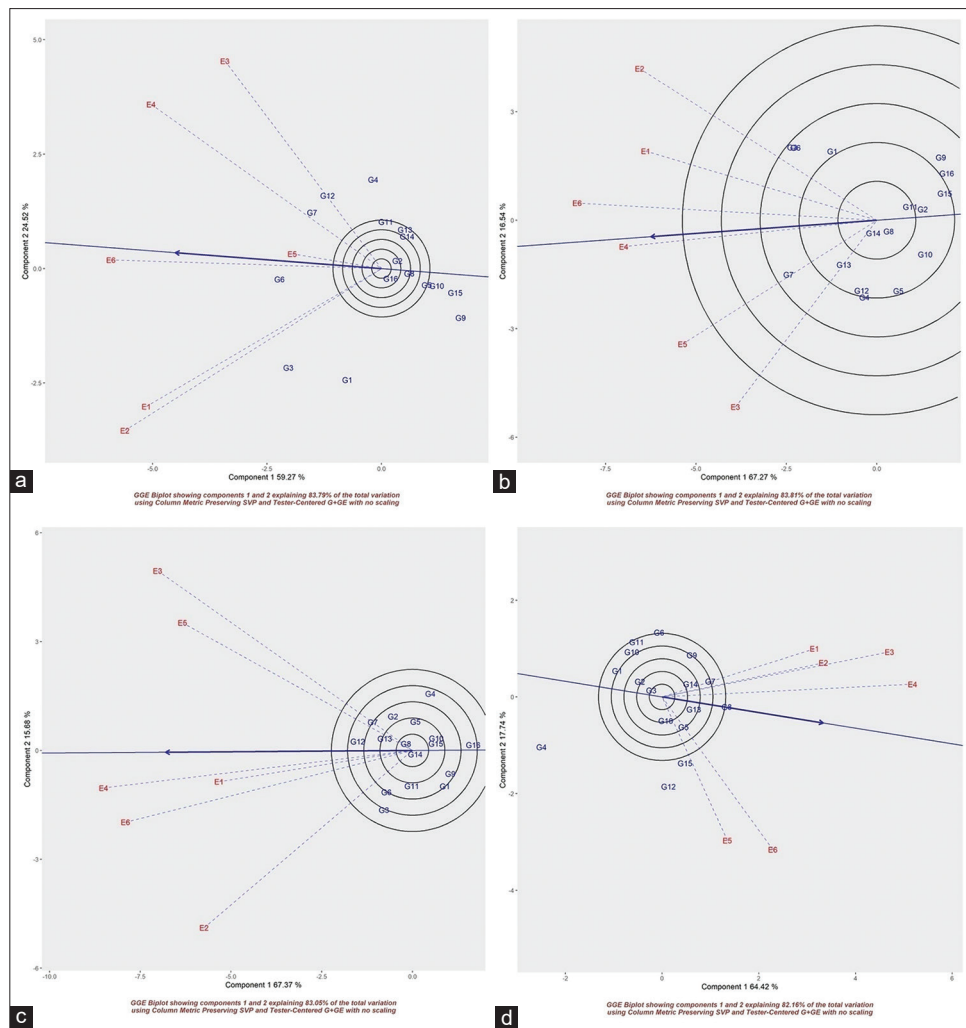 5.0
2.5
0.0
-2.5
Component 2 24.52 %
E3
E4
G4
G12
G7
G11
G13
G14
E5
G2
E6
G6
G8
G16
G10
G15
G9
G3
G1
E1
E2
-5.0
-2.5
0.0
Component 1 59.27 %
a
GGE Biplot showing components 1 and 2 explaining 83.79% of the total variation
using Column Metric Preserving SVP and Tester-Centered G+GE with no scaling
3
0
-3
-6
Component 2 16.54 %
E2
E1
G6
G1
G9
G16
G15
E6
G11
G2
E4
G14
G8
G13
G10
G7
G12
G4
G5
E5
E3
-7.5
-5.0
-2.5
0.0
Component 1 67.27 %
b
GGE Biplot showing components 1 and 2 explaining 83.81% of the total variation
using Column Metric Preserving SVP and Tester-Centered G+GE with no scaling
6
3
0
-3
-6
Component 2 15.68 %
E3
E5
G4
G7
G9
G5
G12
G13
G8
G10
G15
G16
G14
E4
E1
G9
G6
G11
G1
G3
E6
E2
-10.0
-7.5
-5.0
-2.5
0.0
Component 1 67.37 %
c
GGE Biplot showing components 1 and 2 explaining 83.05% of the total variation
using Column Metric Preserving SVP and Tester-Centered G+GE with no scaling
2
0
-2
-4
Component 2 17.74 %
G6
G11
G10
G9
E1
E3
E2
G1
G2
G3
G14
G7
E4
G13
G8
G16
G5
G4
G15
G12
E5
E6
-2
0
2
4
6
Component 1 64.42 %
d
GGE Biplot showing components 1 and 2 explaining 82.16% of the total variation
using Column Metric Preserving SVP and Tester-Centered G+GE with no scaling